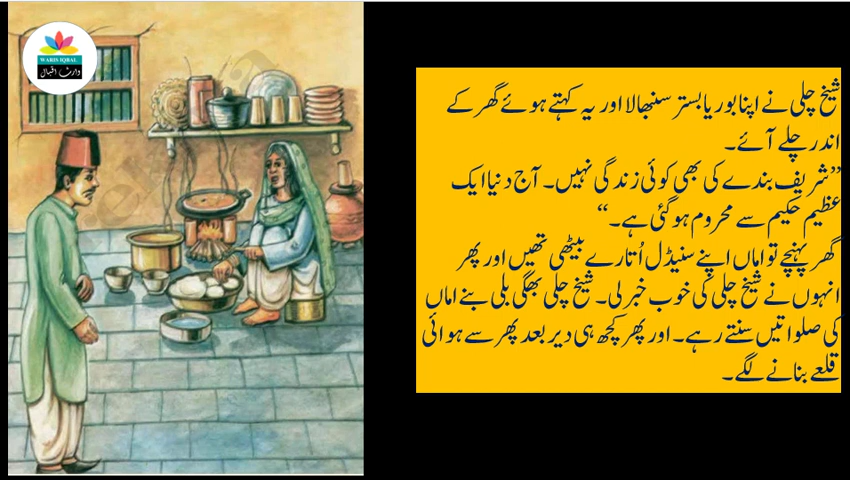 WARIS IQBAL
وارث اقبال
شیخ چلی نے اپنا بوریا بستر سنبھالا اور یہ کہتے ہوئے گھر کے
اندر چلے آئے۔
”شریف بندے کی بھی کوئی زندگی نہیں۔ آج دنیا ایک
عظیم حکیم سے محروم ہو گئی ہے۔“
گھر پہنچے تو اماں اپنے سنیڈل اُتارے بیٹھی تھیں اور پھر
انہوں نے شیخ چلی کی خوب خبر لی۔ شیخ چلی بھگی بلی بنے اماں
کی صلواتیں سنتے رہے۔ اور پھر کچھ ہی دیر بعد پھر سے ہوائی
قلعے بنانے لگے۔